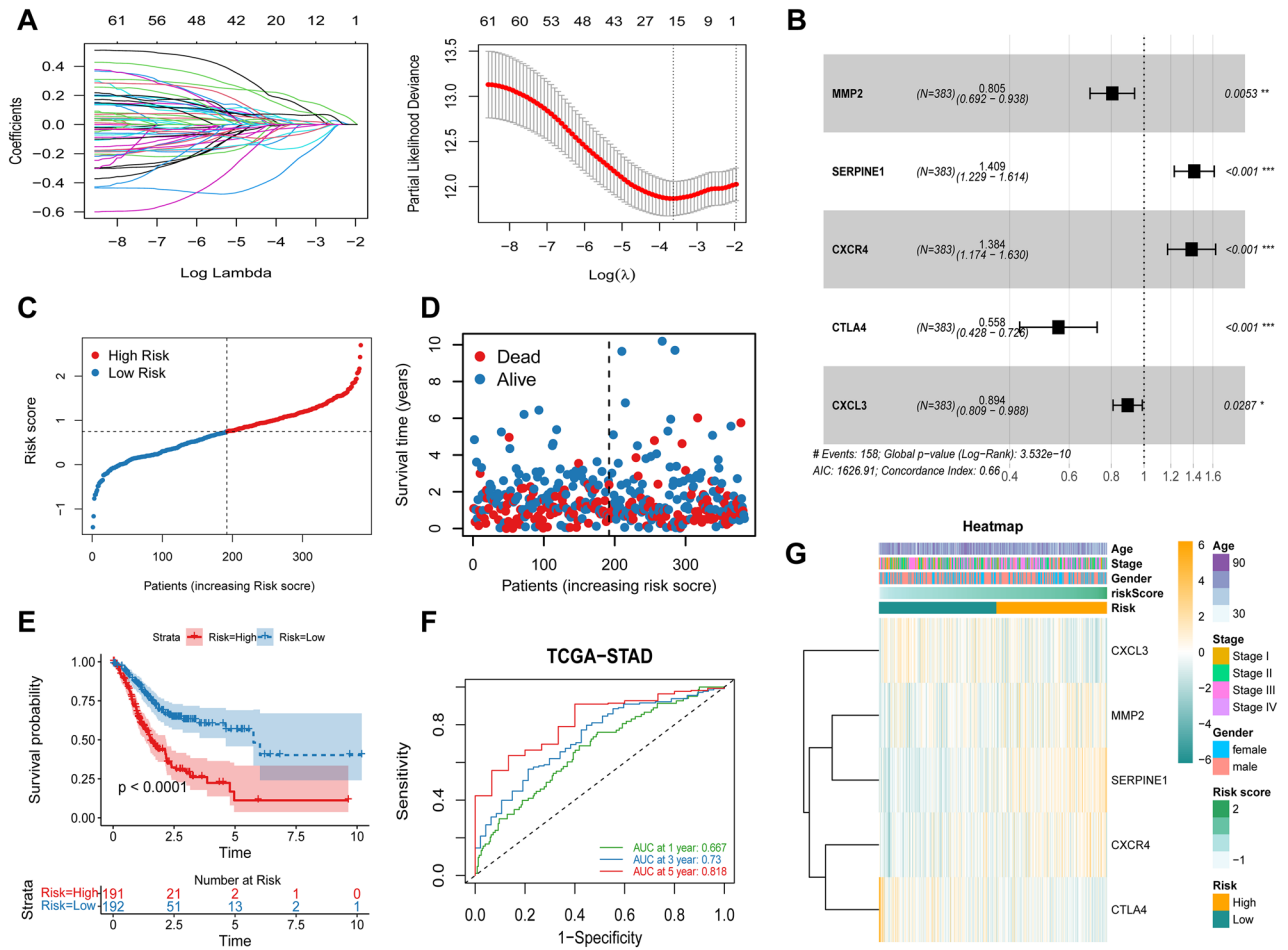 A
61 56 48 42 20 12 1
0.4
0.2
0.0
−0.2
−0.4
−0.6
Coefficients
−8 −7 −6 −5 −4 −3 −2
Log Lambda
61 60 53 48 43 27 15 9 1
13.5
13.0
12.5
12.0
Partial Likelihood Deviance
−8 −7 −6 −5 −4 −3 −2
Log(λ)
B
MMP2 (N=383) 0.805 (0.692 − 0.938) 0.0053 **
SERPINE1 (N=383) 1.409 (1.229 − 1.614) <0.001 ***
CXCR4 (N=383) 1.384 (1.174 − 1.630) <0.001 ***
CTLA4 (N=383) 0.558 (0.428 − 0.726) <0.001 ***
CXCL3 (N=383) 0.894 (0.809 − 0.988) 0.0287 *
# Events: 158; Global p−value (Log−Rank): 3.532e−10
AIC: 1626.91; Concordance Index: 0.66
0.4 0.6 0.8 1 1.2 1.4 1.6
C
High Risk
Low Risk
2
1
0
−1
Risk score
0 100 200 300
Patients (increasing Risk socre)
D
Dead
Alive
10
8
6
4
2
0
Survival time (years)
0 100 200 300
Patients (increasing risk socre)
E
Strata Risk=High Risk=Low
1.00
0.75
0.50
0.25
0.00
Survival probability
p < 0.0001
0 2.5 5 7.5 10
Time
Number at Risk
Strata
Risk=High 191 21 2 1 0
Risk=Low 192 51 13 2 1
0 2.5 5 7.5 10
Time
F
TCGA−STAD
0.8
0.4
0.0
Sensitivity
AUC at 1 year: 0.667
AUC at 3 year: 0.73
AUC at 5 year: 0.818
0.0 0.2 0.4 0.6 0.8 1.0
1−Specificity
G
Heatmap
Age
Stage
Gender
riskScore
Risk
CXCL3
MMP2
SERPINE1
CXCR4
CTLA4
6
4
2
0
−2
−4
−6
Age
90
30
Stage
Stage I
Stage II
Stage III
Stage IV
Gender
female
male
Risk score
2
−1
Risk
High
Low